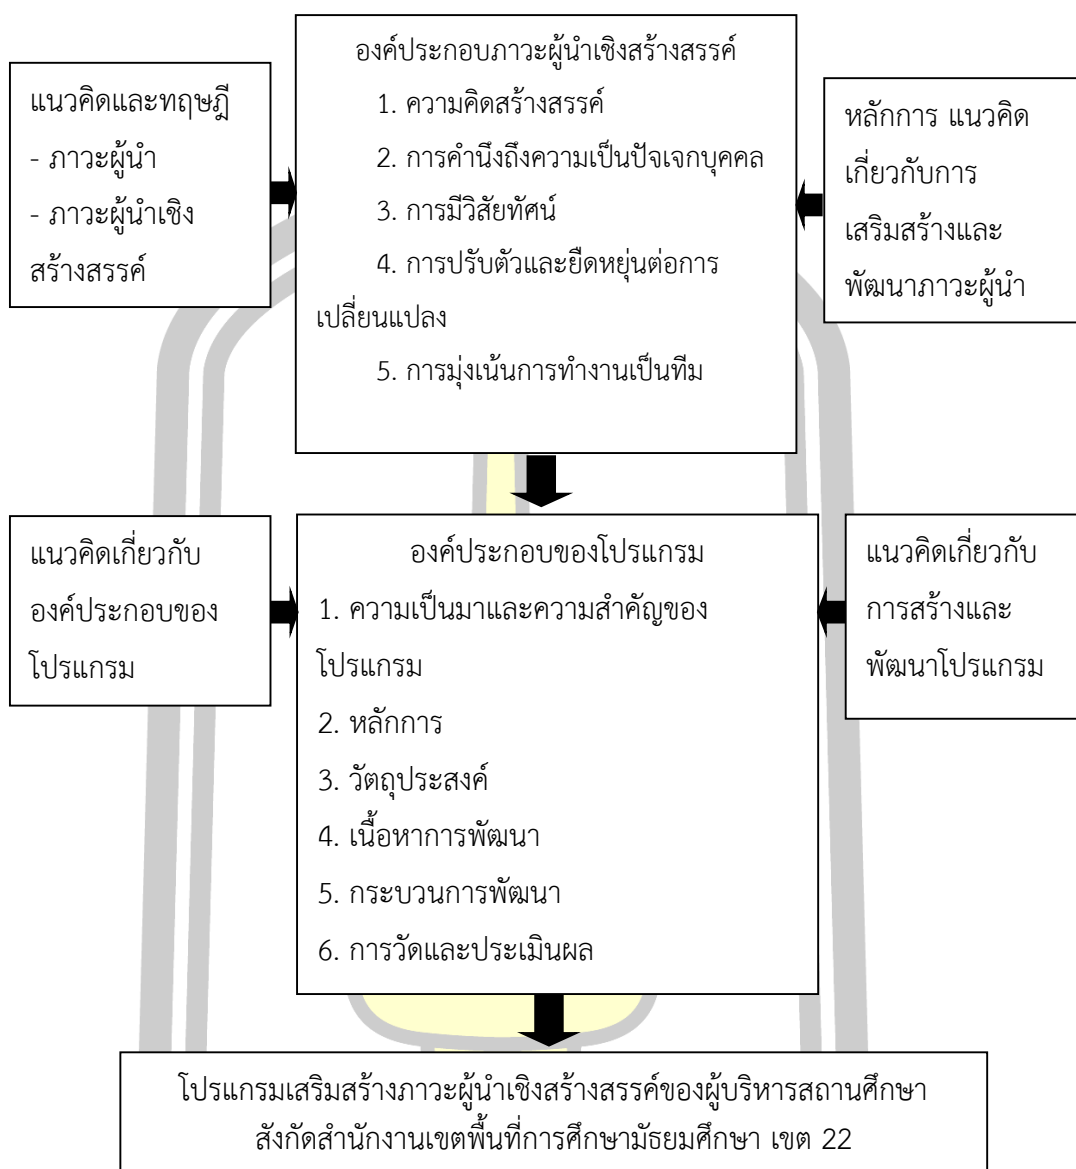 องค์ประกอบภาวะผู้นำเชิงสร้างสรรค์
1. ความคิดสร้างสรรค์
2. การคำนึงถึงความเป็นปัจเจกบุคคล
3. การมีวิสัยทัศน์
4. การปรับตัวและยืดหยุ่นต่อการ
เปลี่ยนแปลง
5. การมุ่งเน้นการทำงานเป็นทีม
แนวคิดและทฤษฎี
- ภาวะผู้นำ
- ภาวะผู้นำเชิง
สร้างสรรค์
หลักการ แนวคิด
เกี่ยวกับการ
เสริมสร้างและ
พัฒนาภาวะผู้นำ
แนวคิดเกี่ยวกับ
องค์ประกอบของ
โปรแกรม
องค์ประกอบของโปรแกรม
1. ความเป็นมาและความสำคัญของ
โปรแกรม
2. หลักการ
3. วัตถุประสงค์
4. เนื้อหาการพัฒนา
5. กระบวนการพัฒนา
6. การวัดและประเมินผล
แนวคิดเกี่ยวกับ
การสร้างและ
พัฒนาโปรแกรม
โปรแกรมเสริมสร้างภาวะผู้นำเชิงสร้างสรรค์ของผู้บริหารสถานศึกษา
สังกัดสำนักงานเขตพื้นที่การศึกษามัธยมศึกษา เขต 22